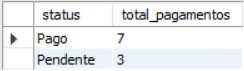 status total_pagamentos
Pago 7
Pendente 3